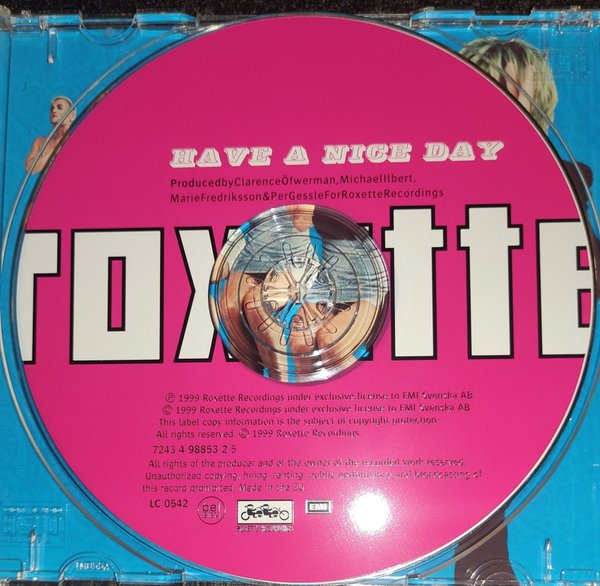 HAVE A NICE DAY
ProducedbyClarenceÖfwerman,MichaelIlbert,
MarieFredriksson&PerGessleForRoxetteRecordings
roxette
℗ 1999 Roxette Recordings under exclusive license to EMI Svenska AB
© 1999 Roxette Recordings under exclusive license to EMI Svenska AB
This label copy information is the subject of copyright protection.
All rights reserved. © 1999 Roxette Recordings
7243 4 98853 2 5
All rights of the producer and of the owner of the recorded work reserved.
Unauthorized copying, hiring, renting, public performance and broadcasting of
this record prohibited. Made in the EU.
LC 0542 EMI